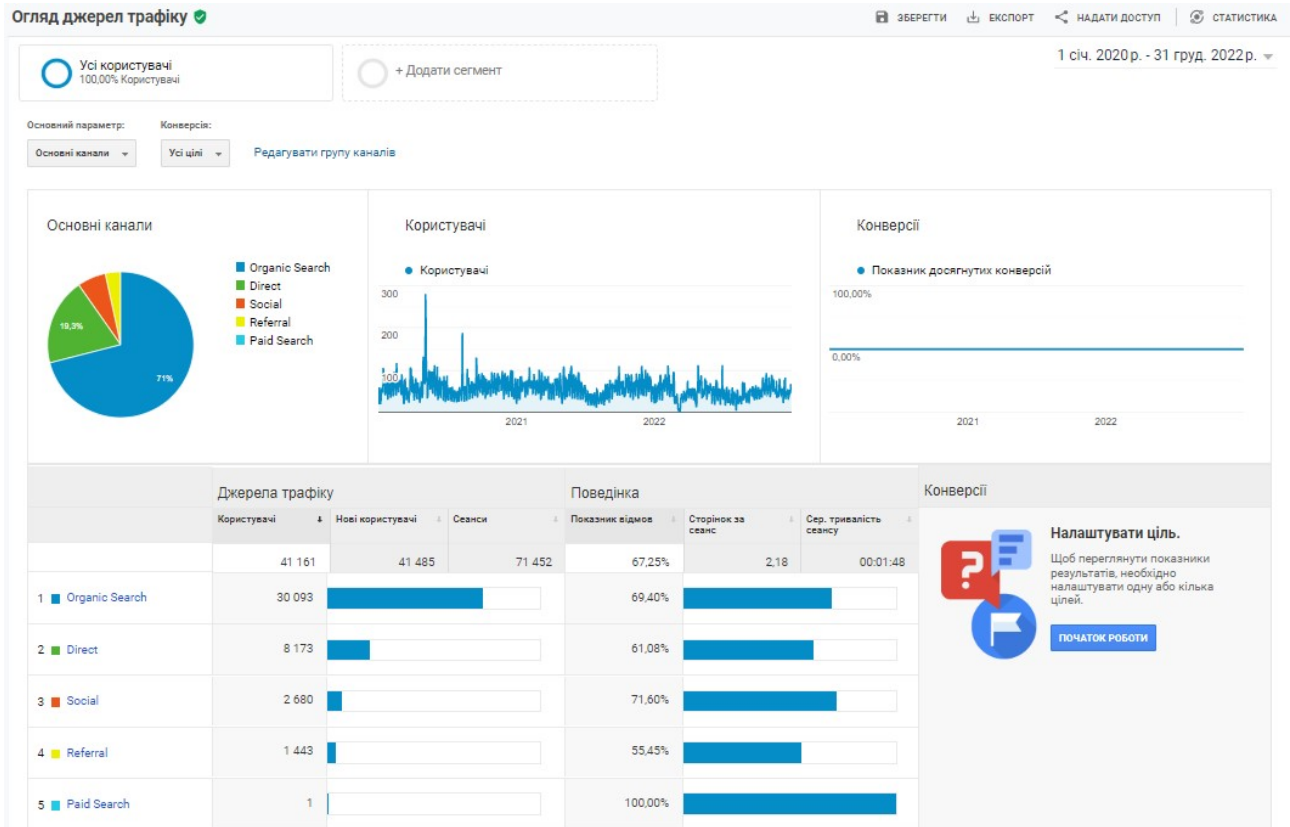 Огляд джерел трафіку
ЗБЕРЕГТИ ЕКСПОРТ НАДАТИ ДОСТУП СТАТИСТИКА
Усі користувачі
100,00% Користувачі
+ Додати сегмент
1 січ. 2020 р. - 31 груд. 2022 р.
Основний параметр: Конверсія:
Основні канали Усі цілі Редагувати групу каналів
Основні канали
Organic Search
Direct
Social
Referral
Paid Search
19,3%
71%
Користувачі
Користувачі
300
200
100
2021 2022
Конверсії
Показник досягнутих конверсій
100,00%
0,00%
2021 2022
Джерела трафіку Поведінка Конверсії
Користувачі Нові користувачі Сеанси Показник відмов Сторінок за сеанс Сер. тривалість сеансу
41 161 41 485 71 452 67,25% 2,18 00:01:48
1 Organic Search 30 093 69,40%
2 Direct 8 173 61,08%
3 Social 2 680 71,60%
4 Referral 1 443 55,45%
5 Paid Search 1 100,00%
Налаштувати ціль.
Щоб переглянути показники
результатів, необхідно
налаштувати одну або кілька
цілей.
ПОЧАТОК РОБОТИ